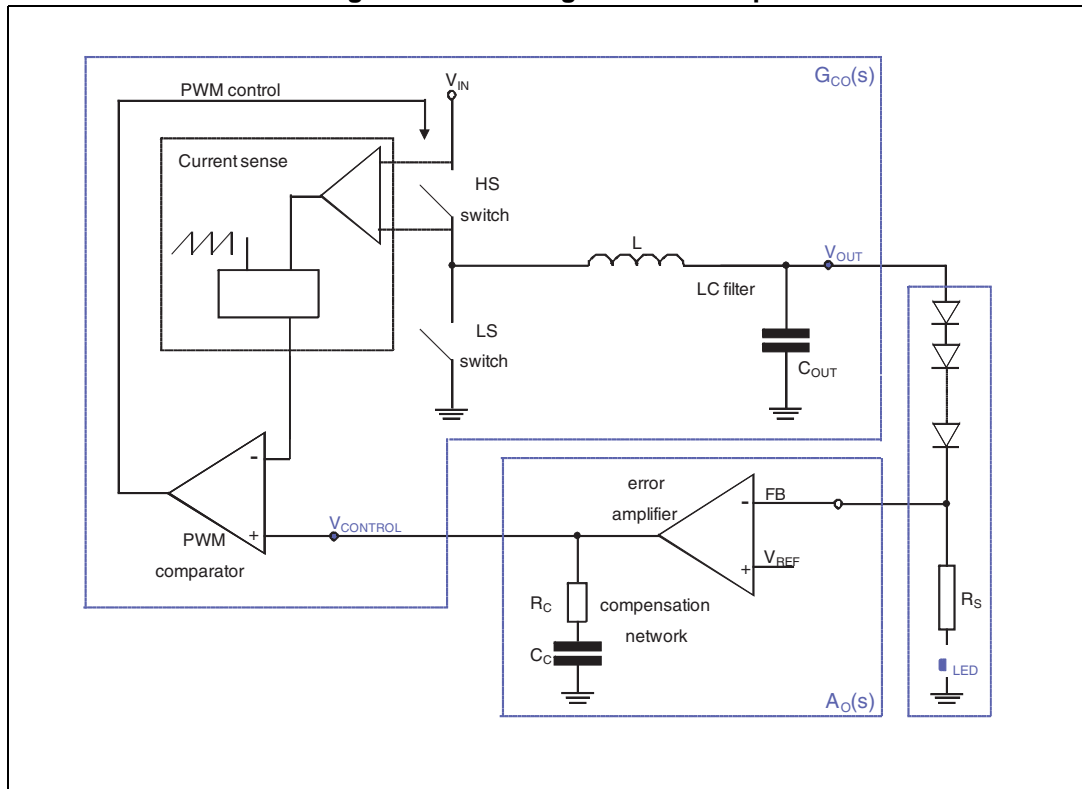 G_CO(s)
V_IN
PWM control
Current sense
HS
switch
L
V_OUT
LC filter
LS
switch
C_OUT
error
amplifier
FB
-
V_CONTROL
-
+
PWM
comparator
V_REF
+
R_C
compensation
network
R_S
C_C
LED
A_O(s)